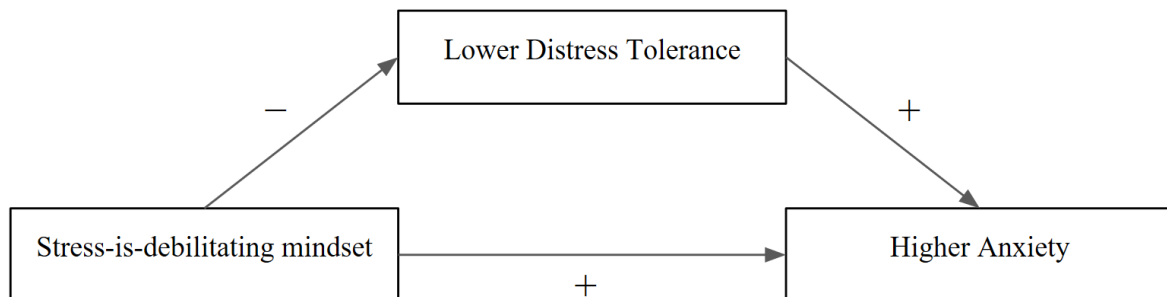 Lower Distress Tolerance
−
+
Stress-is-debilitating mindset
Higher Anxiety
+